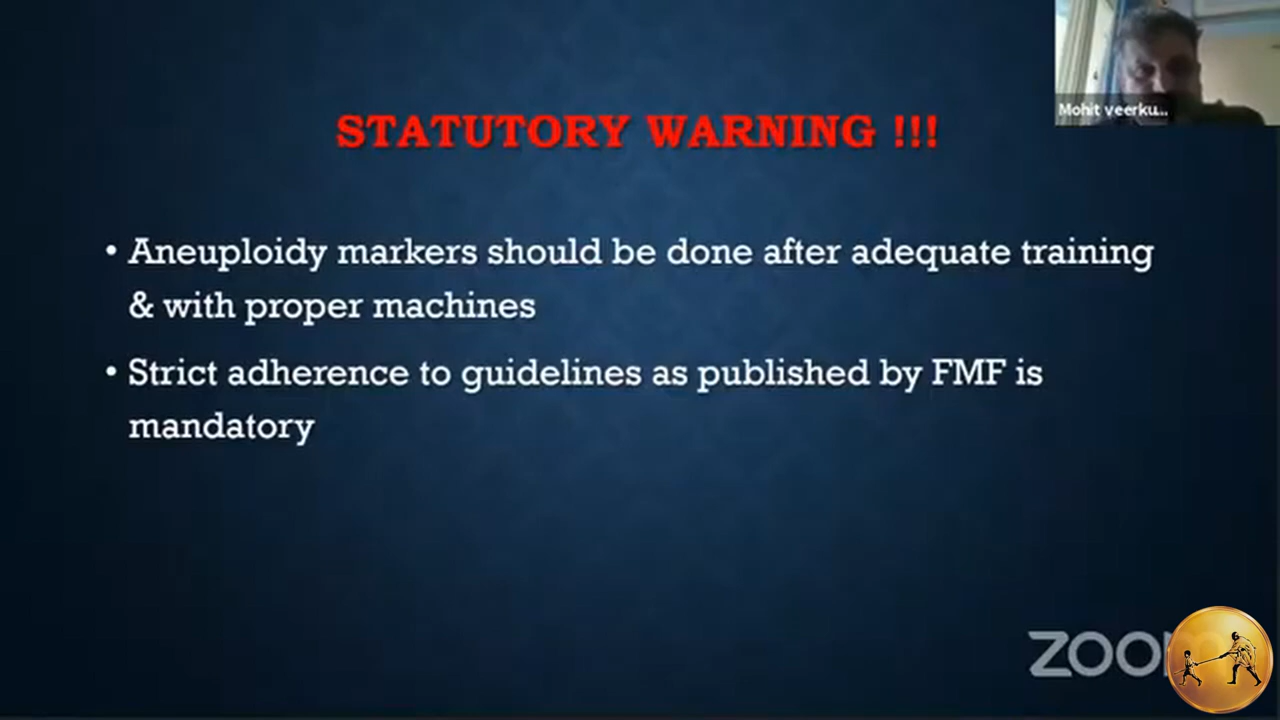 Mohit veerku...
STATUTORY WARNING !!!
• Aneuploidy markers should be done after adequate training
& with proper machines
• Strict adherence to guidelines as published by FMF is
mandatory
zoom